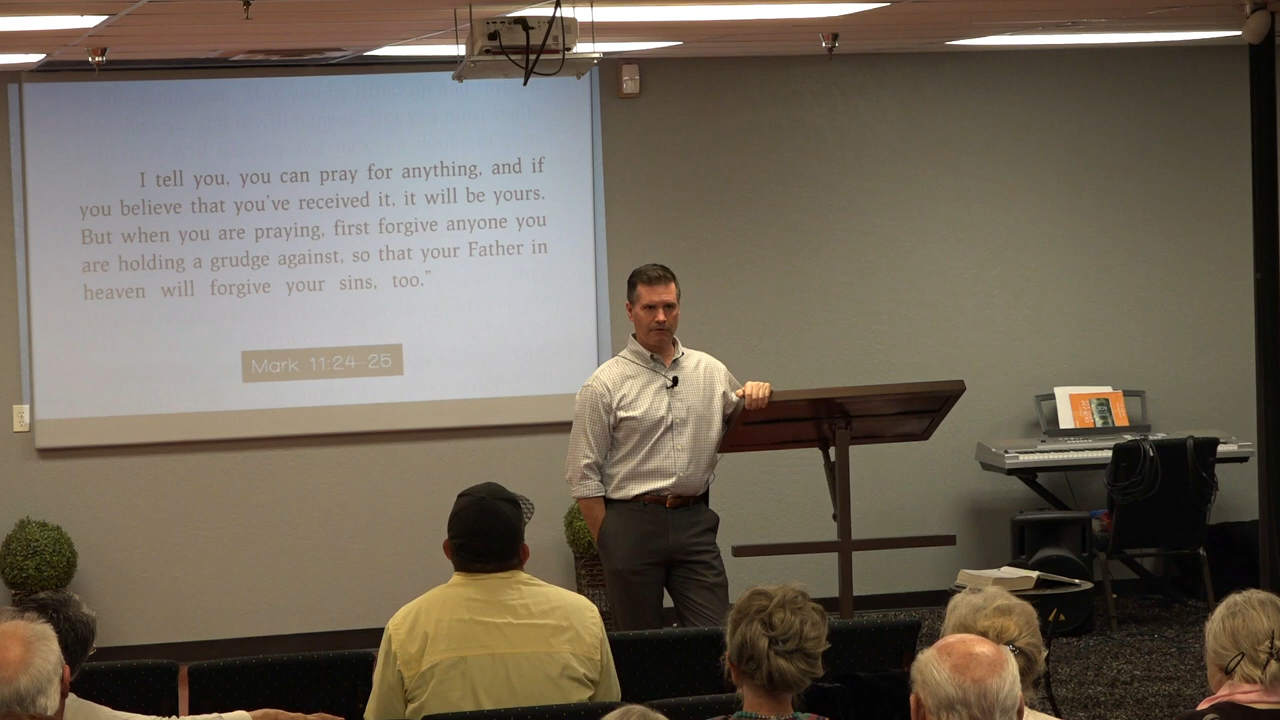 I tell you, you can pray for anything, and if
you believe that you've received it, it will be yours.
But when you are praying, first forgive anyone you
are holding a grudge against, so that your Father in
heaven will forgive your sins, too."
Mark 11:24-25